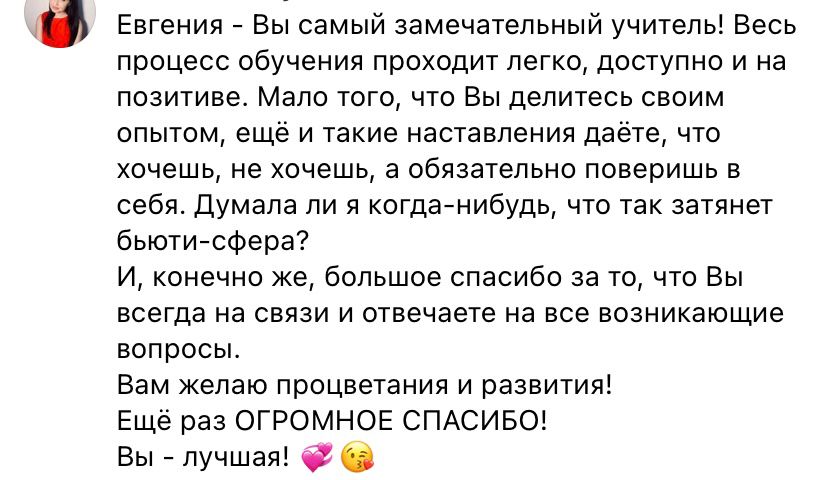 Евгения - Вы самый замечательный учитель! Весь
процесс обучения проходит легко, доступно и на
позитиве. Мало того, что Вы делитесь своим
опытом, ещё и такие наставления даёте, что
хочешь, не хочешь, а обязательно поверишь в
себя. Думала ли я когда-нибудь, что так затянет
бьюти-сфера?
И, конечно же, большое спасибо за то, что Вы
всегда на связи и отвечаете на все возникающие
вопросы.
Вам желаю процветания и развития!
Ещё раз ОГРОМНОЕ СПАСИБО!
Вы - лучшая! 💞 😘